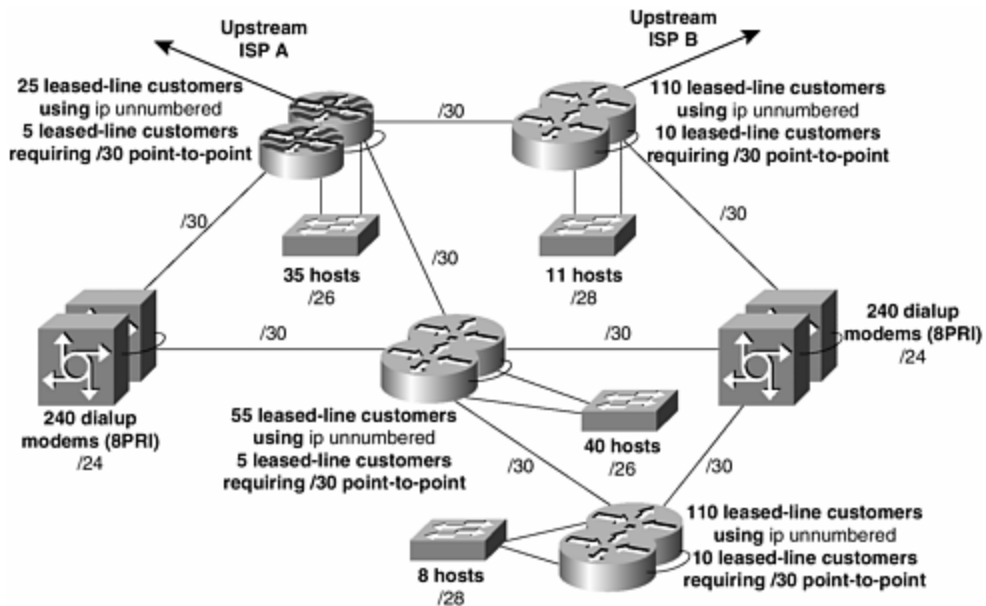 Upstream
ISP A
Upstream
ISP B
25 leased-line customers
using ip unnumbered
5 leased-line customers
requiring /30 point-to-point
/30
110 leased-line customers
using ip unnumbered
10 leased-line customers
requiring /30 point-to-point
/30
35 hosts
/26
/30
11 hosts
/28
/30
240 dialup
modems (8PRI)
/24
/30
/30
240 dialup
modems (8PRI)
/24
55 leased-line customers
using ip unnumbered
5 leased-line customers
requiring /30 point-to-point
40 hosts
/26
/30
/30
8 hosts
/28
110 leased-line customers
using ip unnumbered
10 leased-line customers
requiring /30 point-to-point